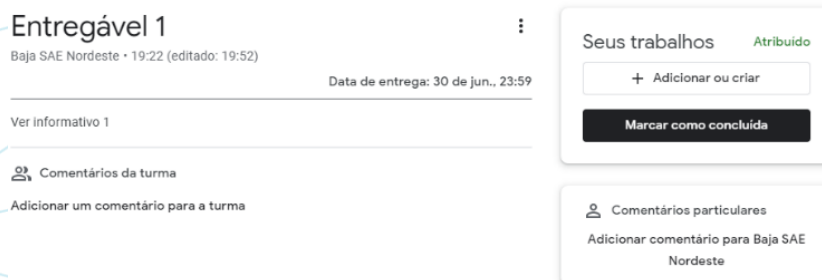 Entregável 1
Baja SAE Nordeste • 19:22 (editado: 19:52)
Data de entrega: 30 de jun., 23:59
Ver informativo 1
Comentários da turma
Adicionar um comentário para a turma
Seus trabalhos
Atribuído
+ Adicionar ou criar
Marcar como concluída
Comentários particulares
Adicionar comentário para Baja SAE
Nordeste